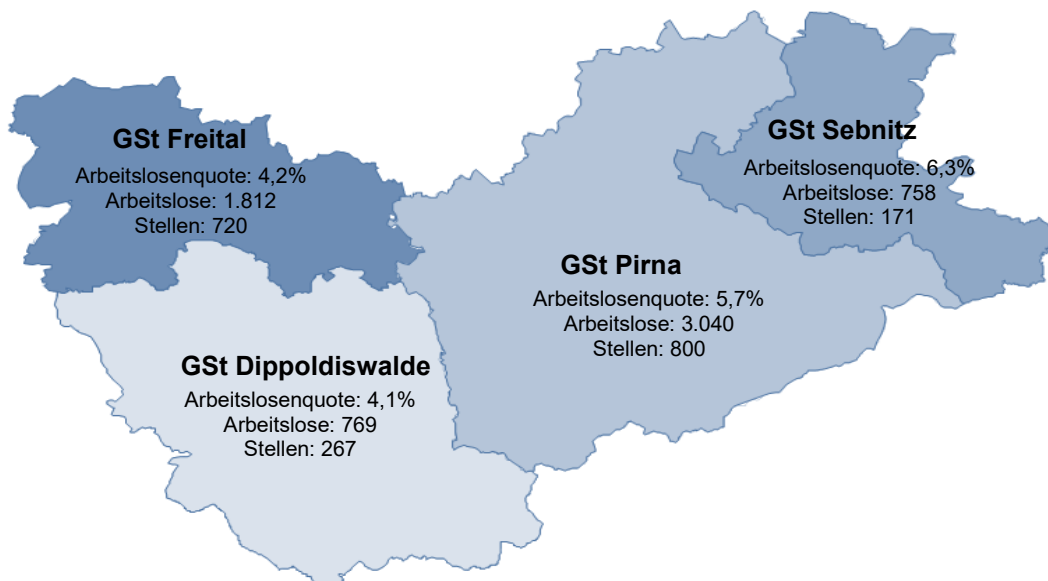 GSt Freital
Arbeitslosenquote: 4,2%
Arbeitslose: 1.812
Stellen: 720
GSt Sebnitz
Arbeitslosenquote: 6,3%
Arbeitslose: 758
Stellen: 171
GSt Pirna
Arbeitslosenquote: 5,7%
Arbeitslose: 3.040
Stellen: 800
GSt Dippoldiswalde
Arbeitslosenquote: 4,1%
Arbeitslose: 769
Stellen: 267